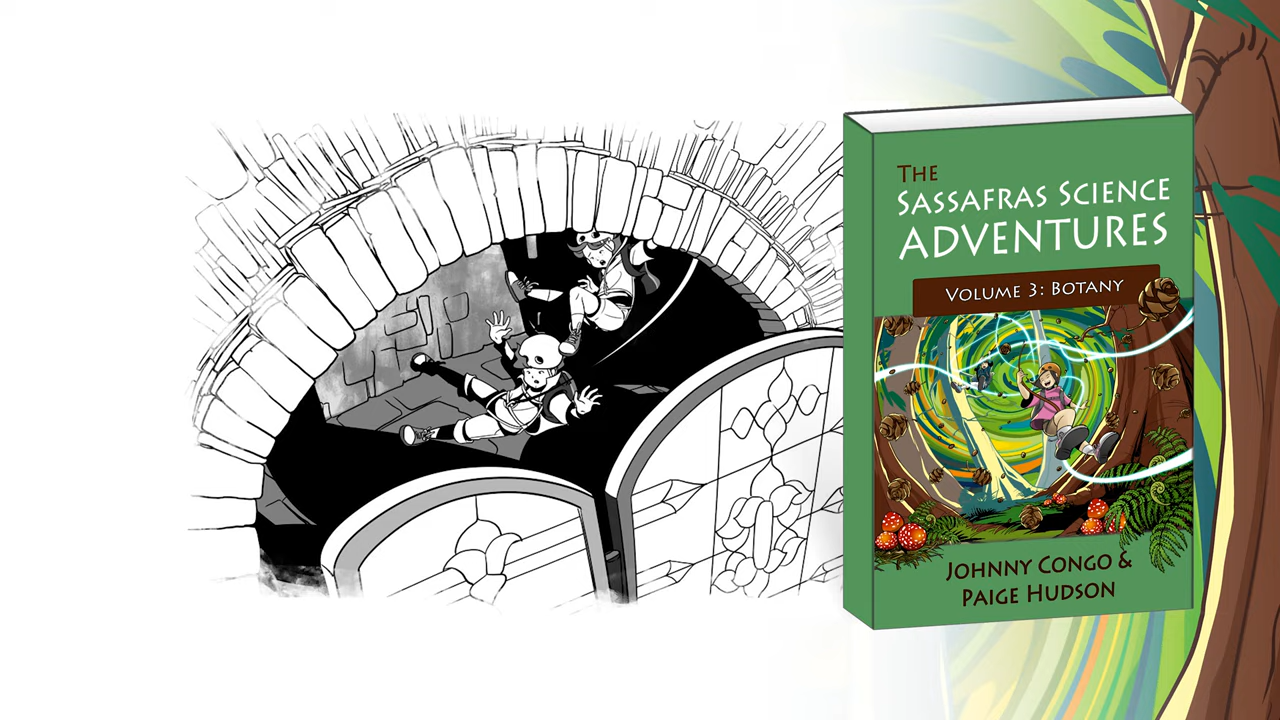 The
Sassafras Science
Adventures
Volume 3: Botany
Johnny Congo &
Paige Hudson